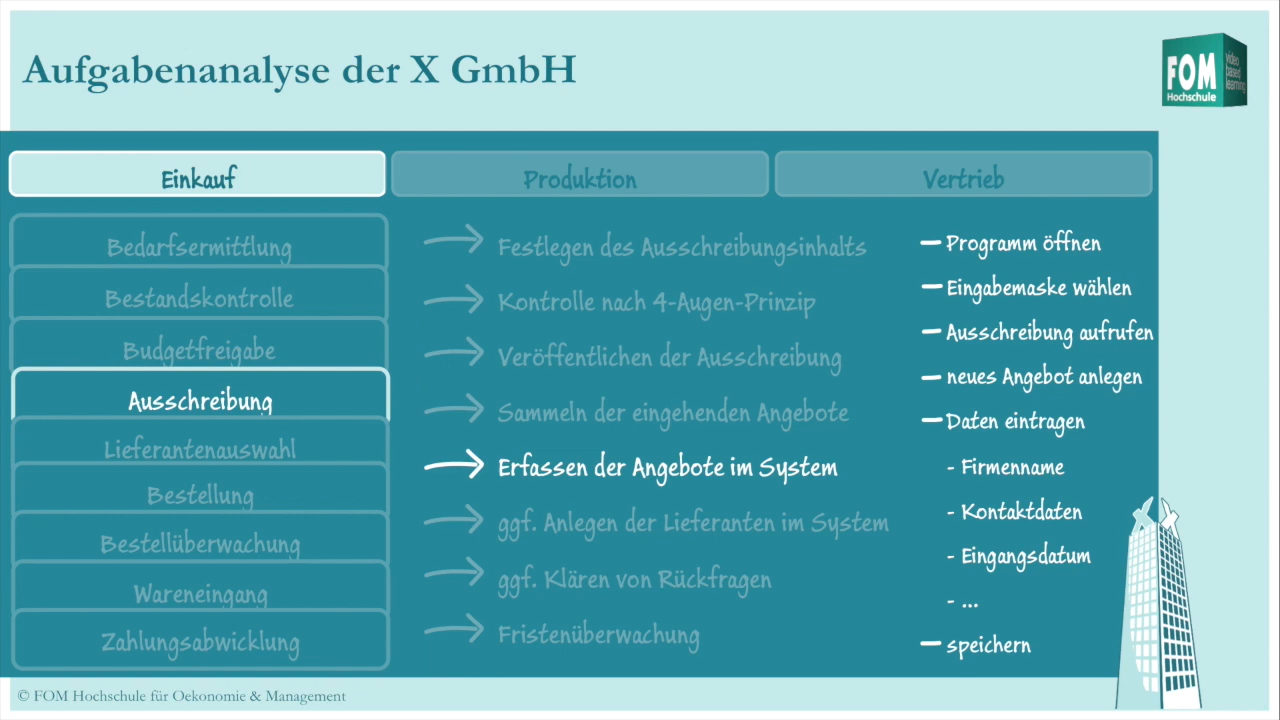 Aufgabenanalyse der X GmbH
FOM
Hochschule
video
based
learning
Einkauf
Produktion
Vertrieb
Bedarfsermittlung
Bestandskontrolle
Budgetfreigabe
Ausschreibung
Lieferantenauswahl
Bestellung
Bestellüberwachung
Wareneingang
Zahlungsabwicklung
Festlegen des Ausschreibungsinhalts
Kontrolle nach 4-Augen-Prinzip
Veröffentlichen der Ausschreibung
Sammeln der eingehenden Angebote
Erfassen der Angebote im System
ggf. Anlegen der Lieferanten im System
ggf. Klären von Rückfragen
Fristenüberwachung
– Programm öffnen
– Eingabemaske wählen
– Ausschreibung aufrufen
– neues Angebot anlegen
– Daten eintragen
- Firmenname
- Kontaktdaten
- Eingangsdatum
- ...
– speichern
© FOM Hochschule für Oekonomie & Management